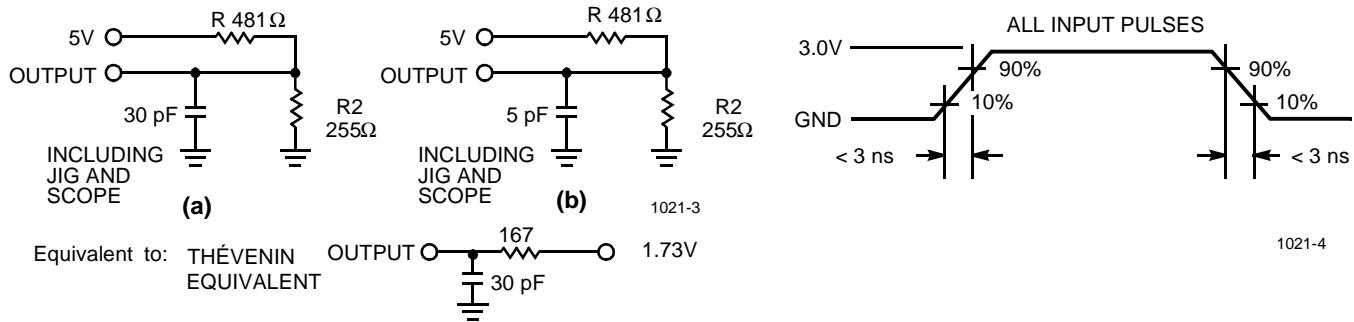 R 481Ω
5V
OUTPUT
30 pF
R2
255Ω
INCLUDING
JIG AND
SCOPE
(a)
R 481Ω
5V
OUTPUT
5 pF
R2
255Ω
INCLUDING
JIG AND
SCOPE
(b)
1021-3
Equivalent to:
THÉVENIN
EQUIVALENT
OUTPUT
167
1.73V
30 pF
ALL INPUT PULSES
3.0V
90%
90%
10%
10%
GND
< 3 ns
< 3 ns
1021-4